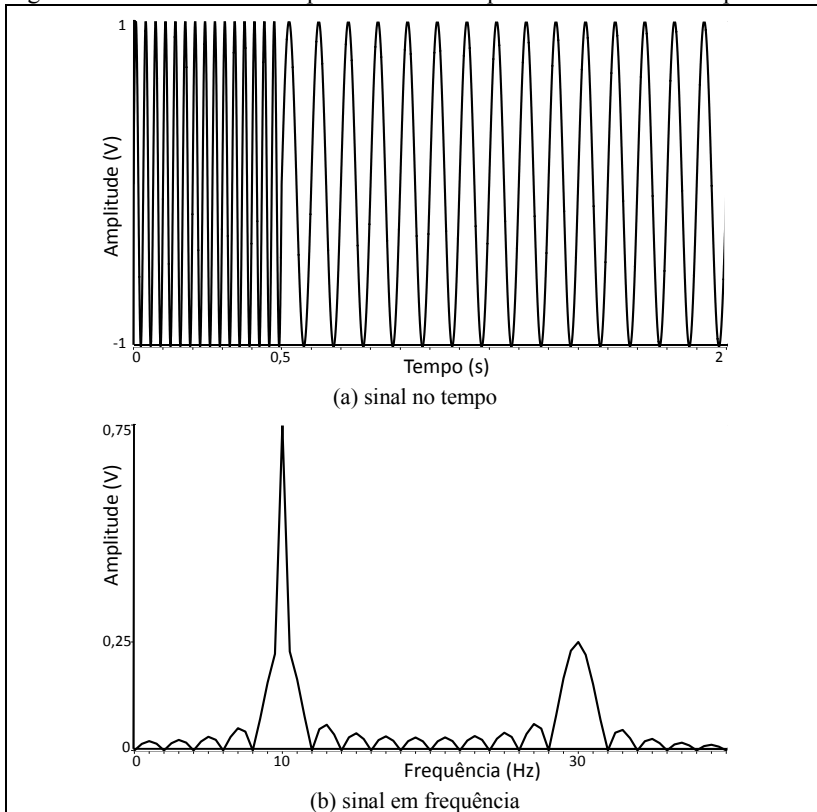 1
Amplitude (V)
-1
0
0,5
2
Tempo (s)
(a) sinal no tempo
0,75
Amplitude (V)
0,25
0
0
10
30
Frequência (Hz)
(b) sinal em frequência